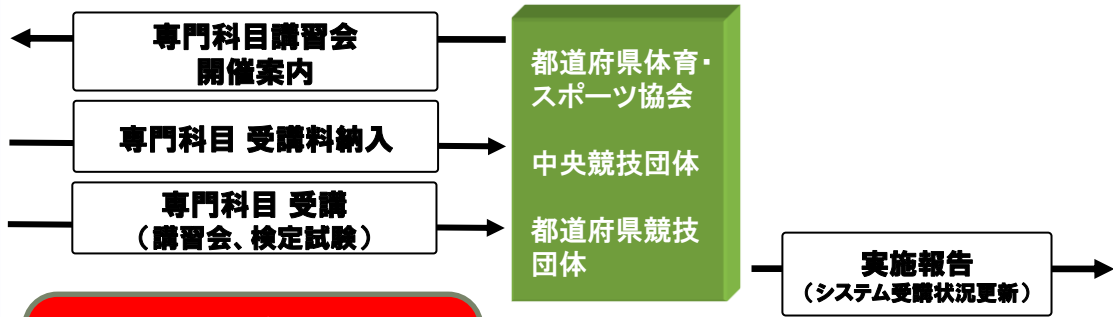 専門科目講習会
開催案内
専門科目 受講料納入
専門科目 受講
（講習会、検定試験）
都道府県体育・
スポーツ協会
中央競技団体
都道府県競技
団体
実施報告
（システム受講状況更新）